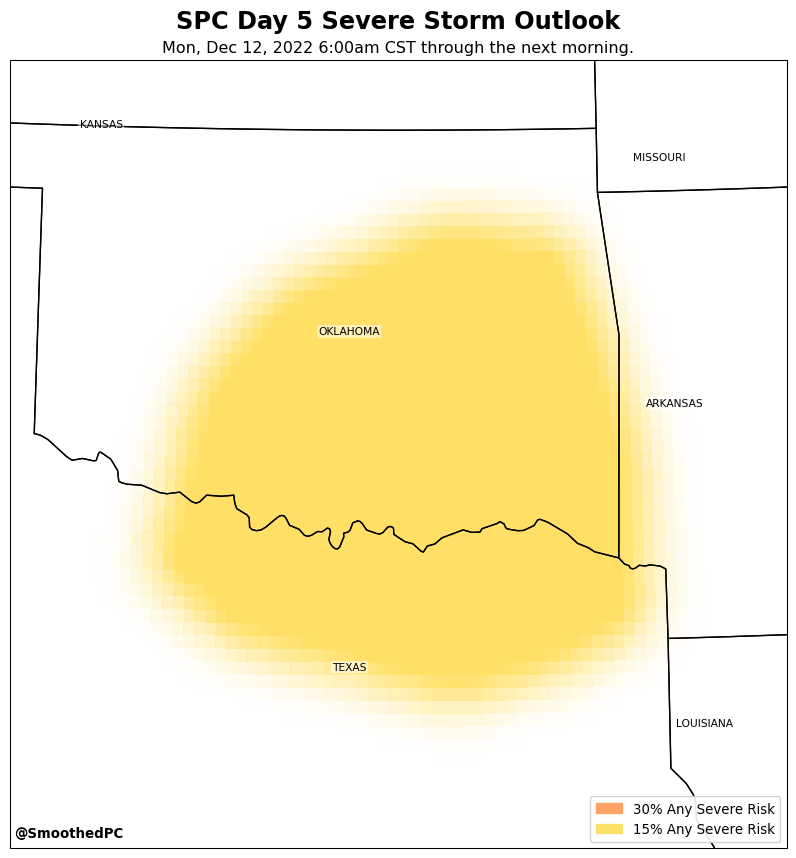 SPC Day 5 Severe Storm Outlook
Mon, Dec 12, 2022 6:00am CST through the next morning.
KANSAS
MISSOURI
OKLAHOMA
ARKANSAS
TEXAS
LOUISIANA
30% Any Severe Risk
15% Any Severe Risk
@SmoothedPC